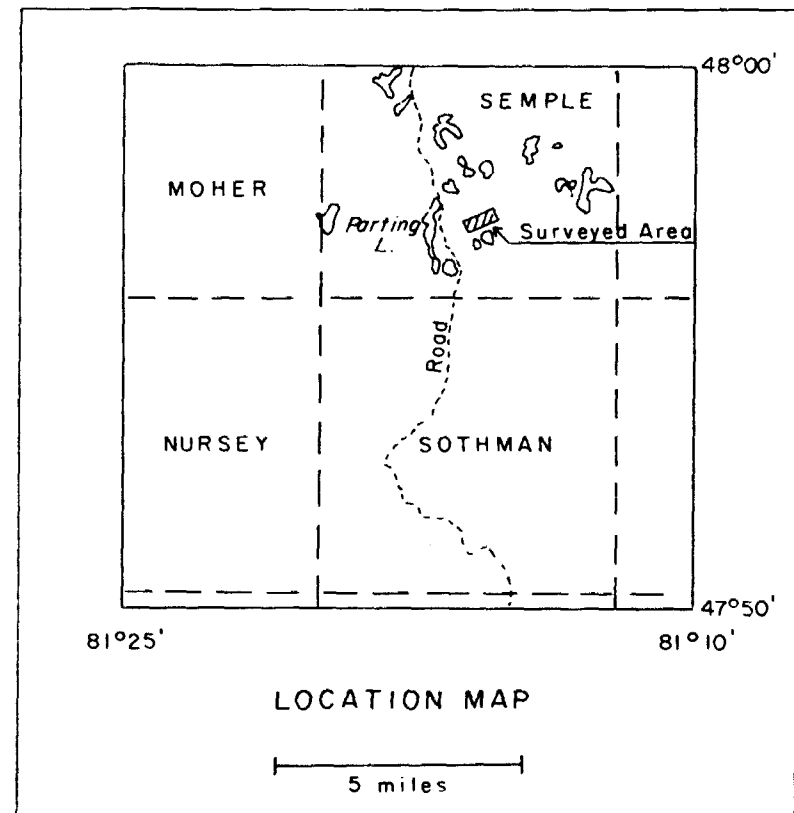 48°00'
SEMPLE
MOHER
Parting
L.
Surveyed Area
Road
NURSEY
SOTHMAN
47°50'
81°25'
81°10'
LOCATION MAP
5 miles